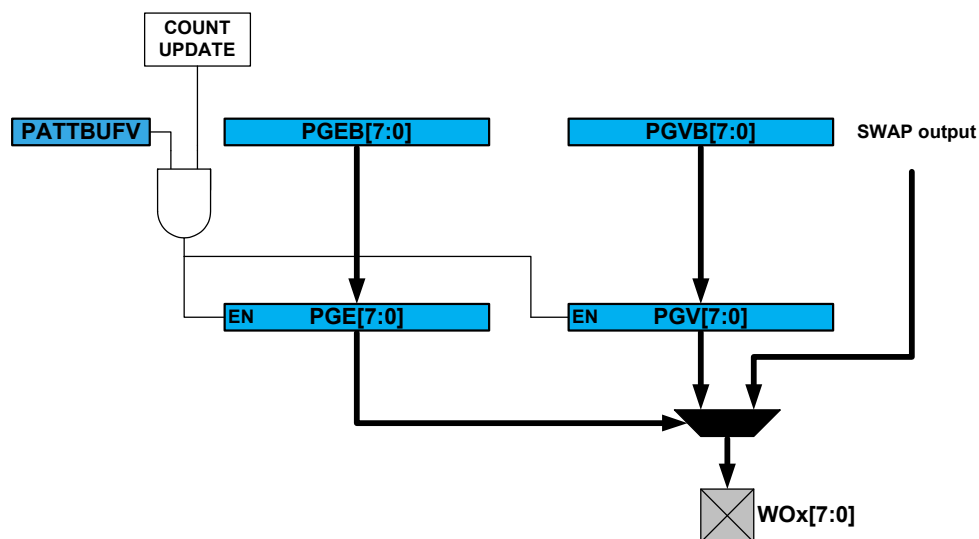 COUNT
UPDATE
PATTBUFV
PGEB[7:0]
PGVB[7:0]
SWAP output
EN
PGE[7:0]
EN
PGV[7:0]
WOx[7:0]